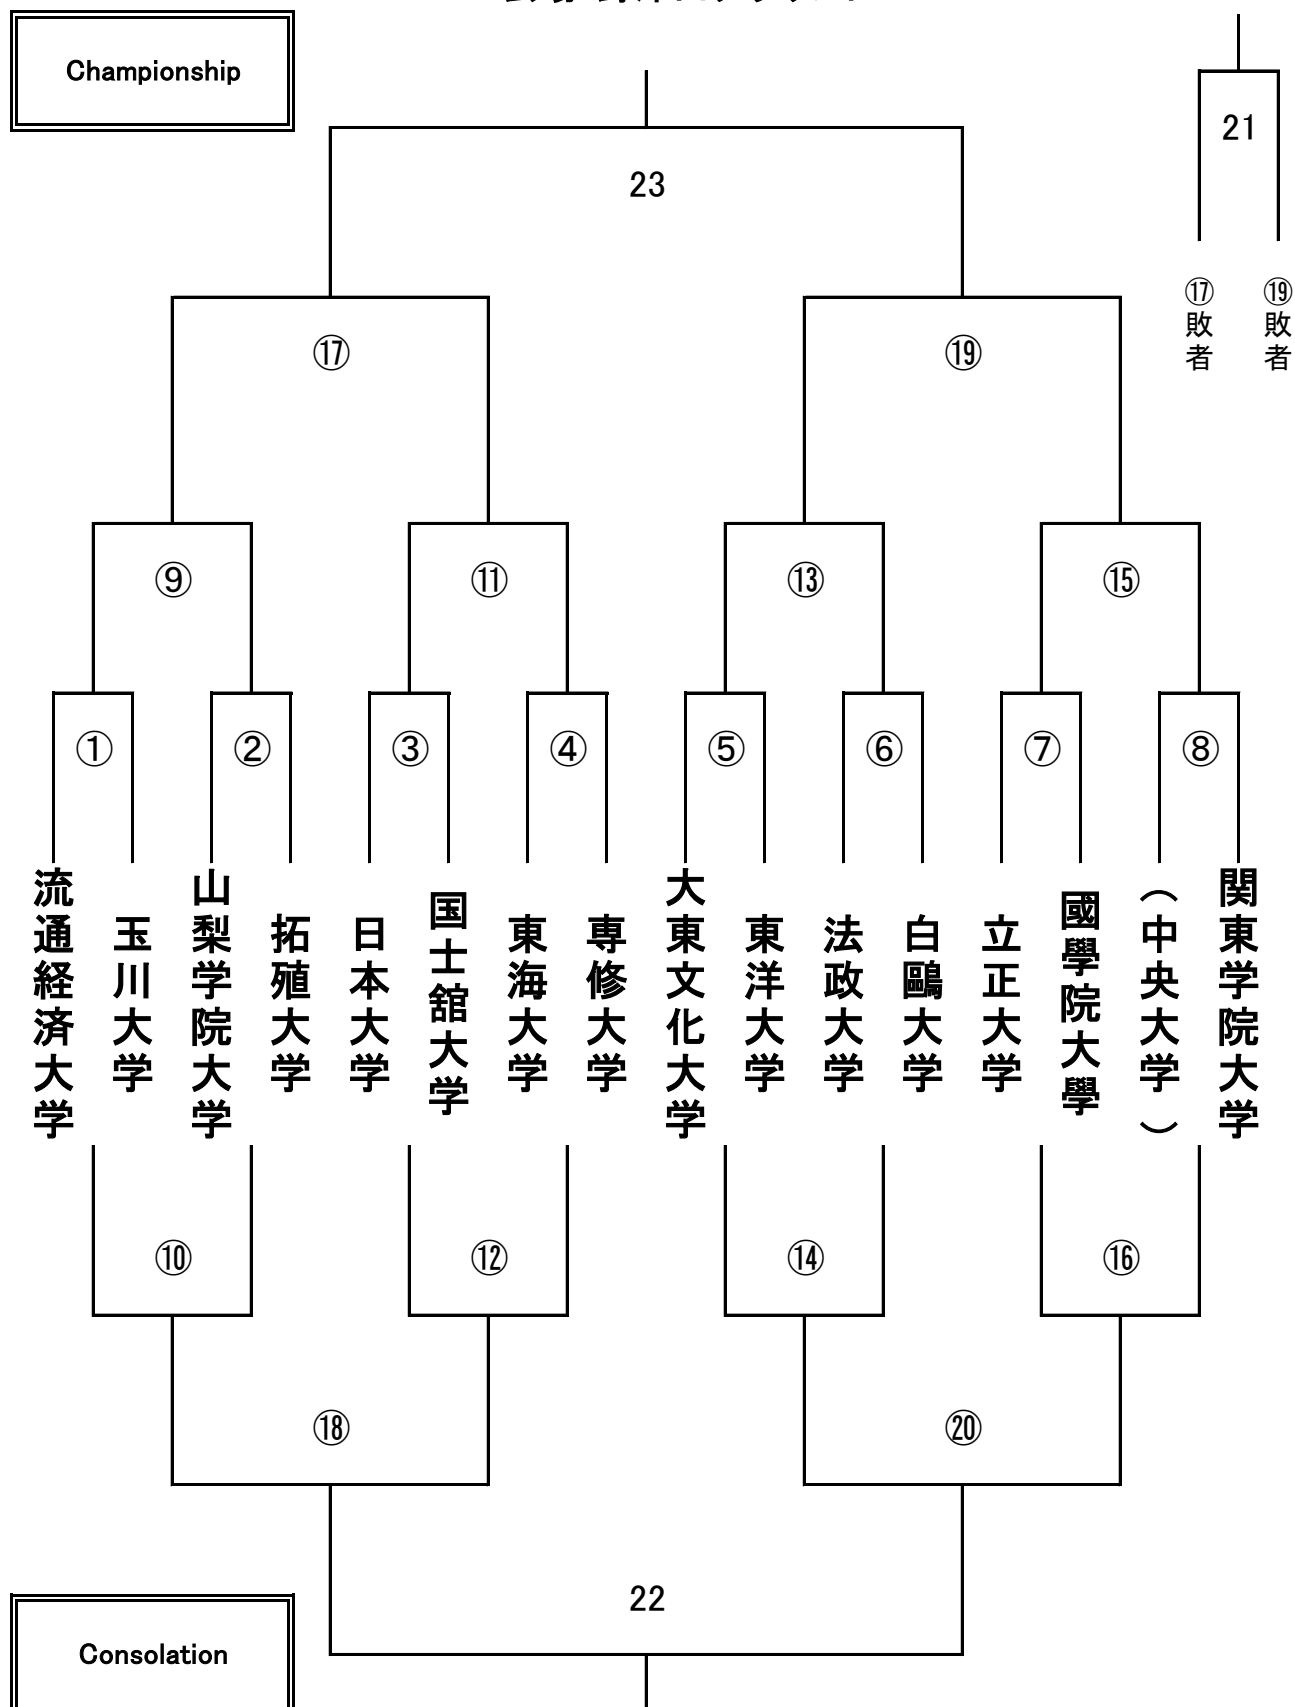 Championship
21
23
⑰敗者
⑲敗者
⑰
⑲
⑨
⑪
⑬
⑮
①
②
③
④
⑤
⑥
⑦
⑧
流通経済大学
玉川大学
山梨学院大学
拓殖大学
日本大学
国士舘大学
東海大学
専修大学
大東文化大学
東洋大学
法政大学
白鷗大学
立正大学
國學院大學
（中央大学）
関東学院大学
⑩
⑫
⑭
⑯
⑱
⑳
22
Consolation